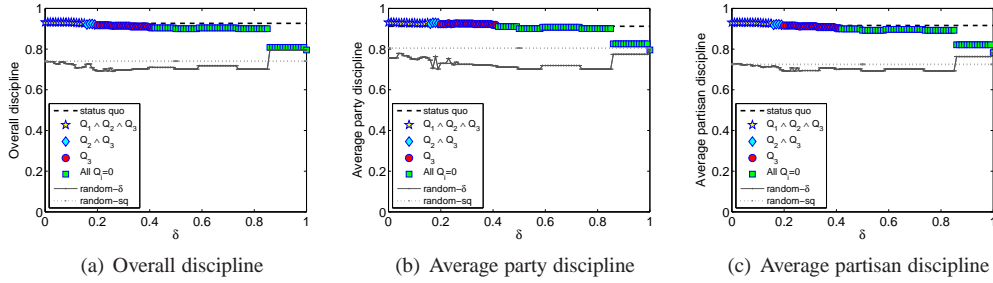 1
0.8
0.6
0.4
0.2
0
Overall discipline
status quo
Q1 ∧ Q2 ∧ Q3
Q2 ∧ Q3
Q3
All Qi=0
random-δ
random-sq
0 0.2 0.4 0.6 0.8 1
δ
(a) Overall discipline
1
0.8
0.6
0.4
0.2
0
Average party discipline
status quo
Q1 ∧ Q2 ∧ Q3
Q2 ∧ Q3
Q3
All Qi=0
random-δ
random-sq
0 0.2 0.4 0.6 0.8 1
δ
(b) Average party discipline
1
0.8
0.6
0.4
0.2
0
Average partisan discipline
status quo
Q1 ∧ Q2 ∧ Q3
Q2 ∧ Q3
Q3
All Qi=0
random-δ
random-sq
0 0.2 0.4 0.6 0.8 1
δ
(c) Average partisan discipline